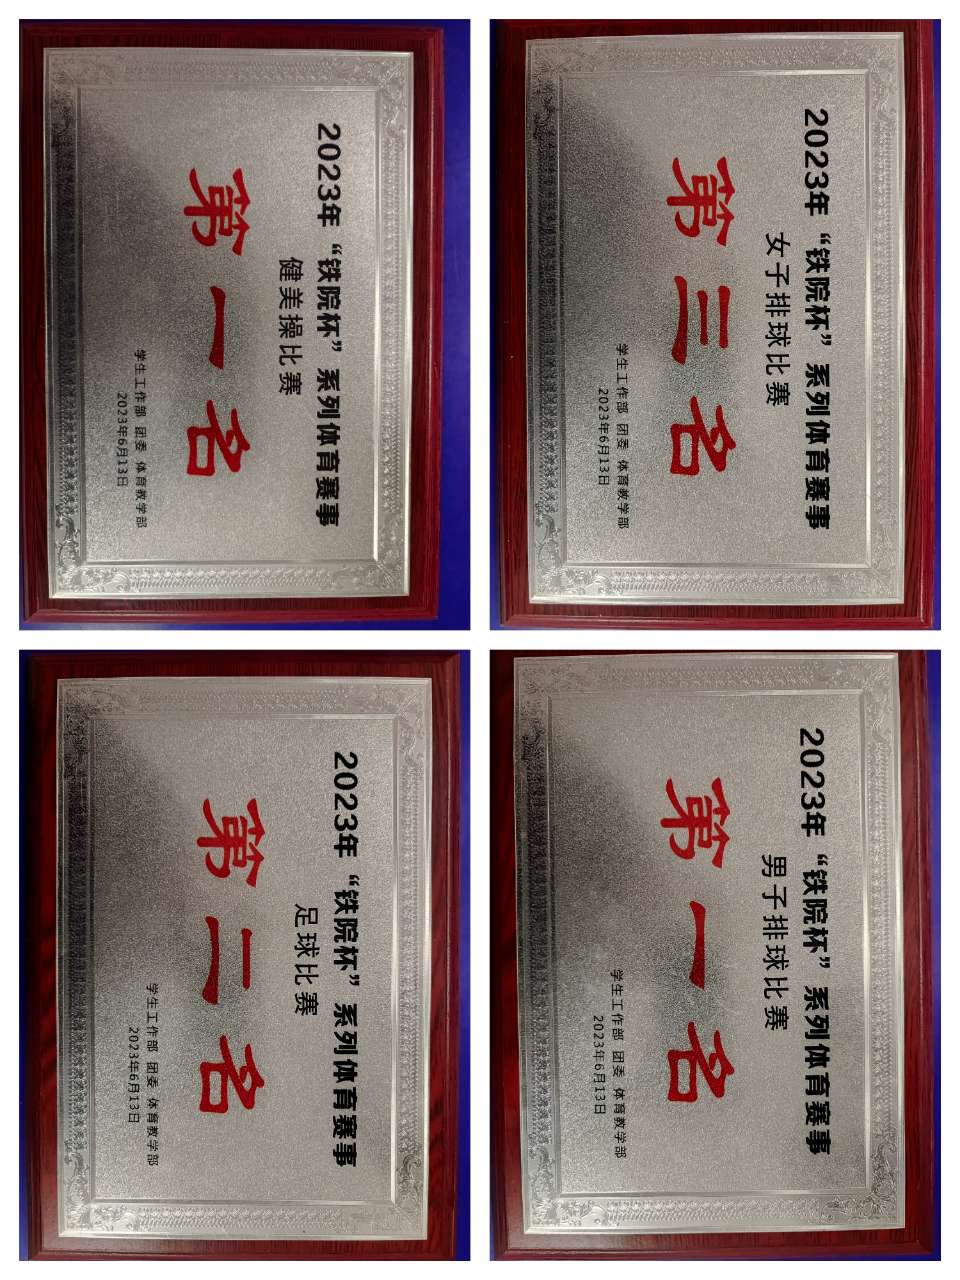 2023年“铁院杯”系列体育赛事
健美操比赛
第一名
学生工作部 团委 体育教学部
2023年6月13日
2023年“铁院杯”系列体育赛事
女子排球比赛
第三名
学生工作部 团委 体育教学部
2023年6月13日
2023年“铁院杯”系列体育赛事
足球比赛
第二名
学生工作部 团委 体育教学部
2023年6月13日
2023年“铁院杯”系列体育赛事
男子排球比赛
第一名
学生工作部 团委 体育教学部
2023年6月13日